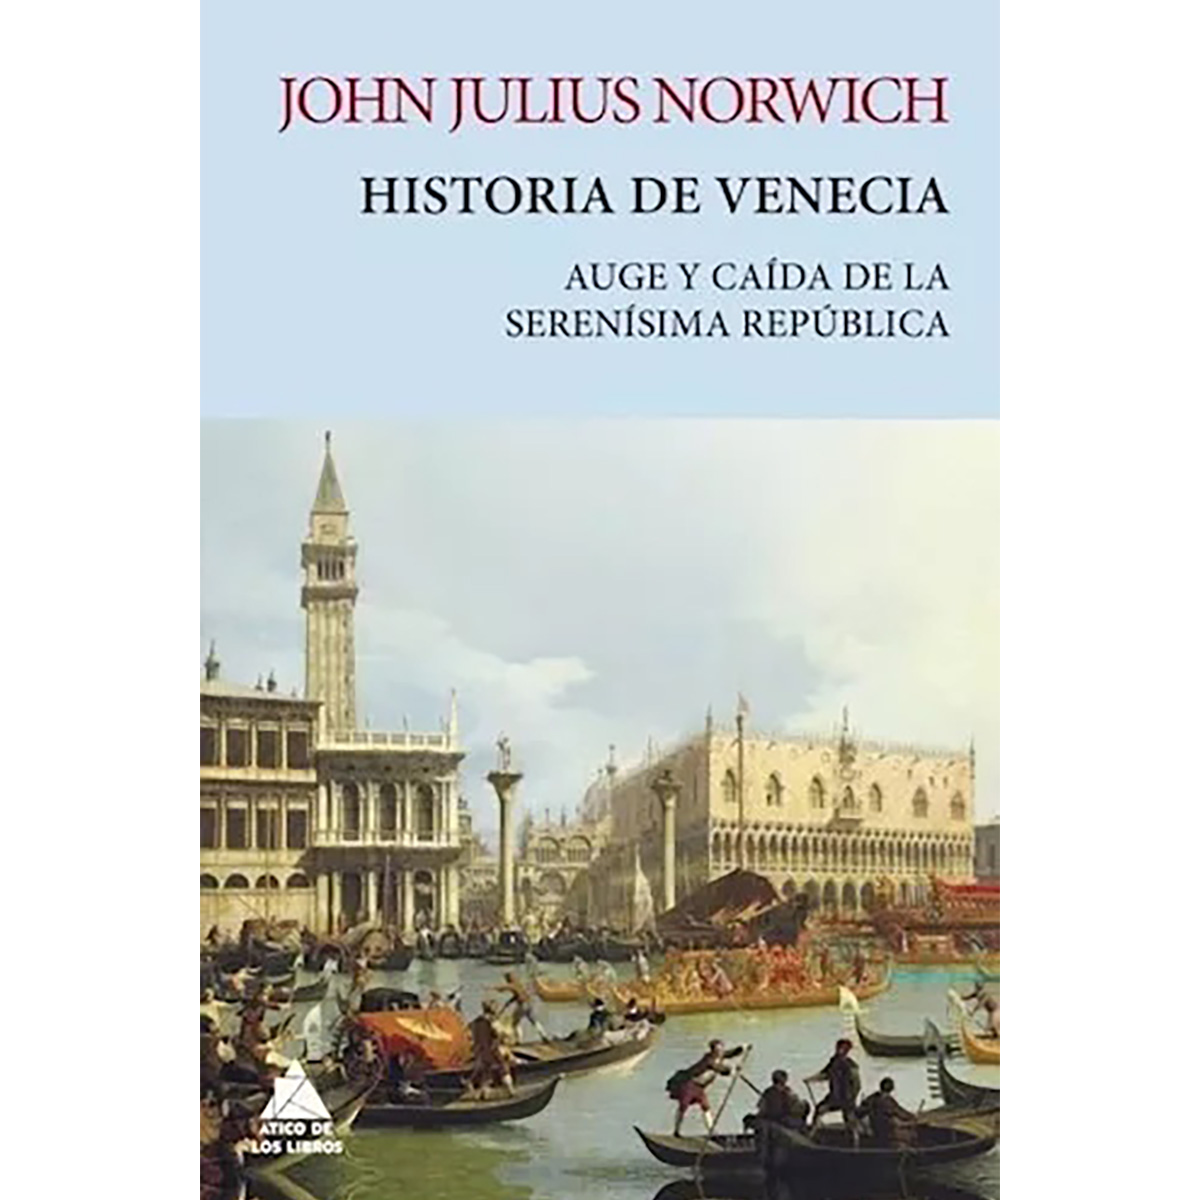 JOHN JULIUS NORWICH
HISTORIA DE VENECIA
AUGE Y CAÍDA DE LA
SERENÍSIMA REPÚBLICA
ATICO DE
LOS LIBROS